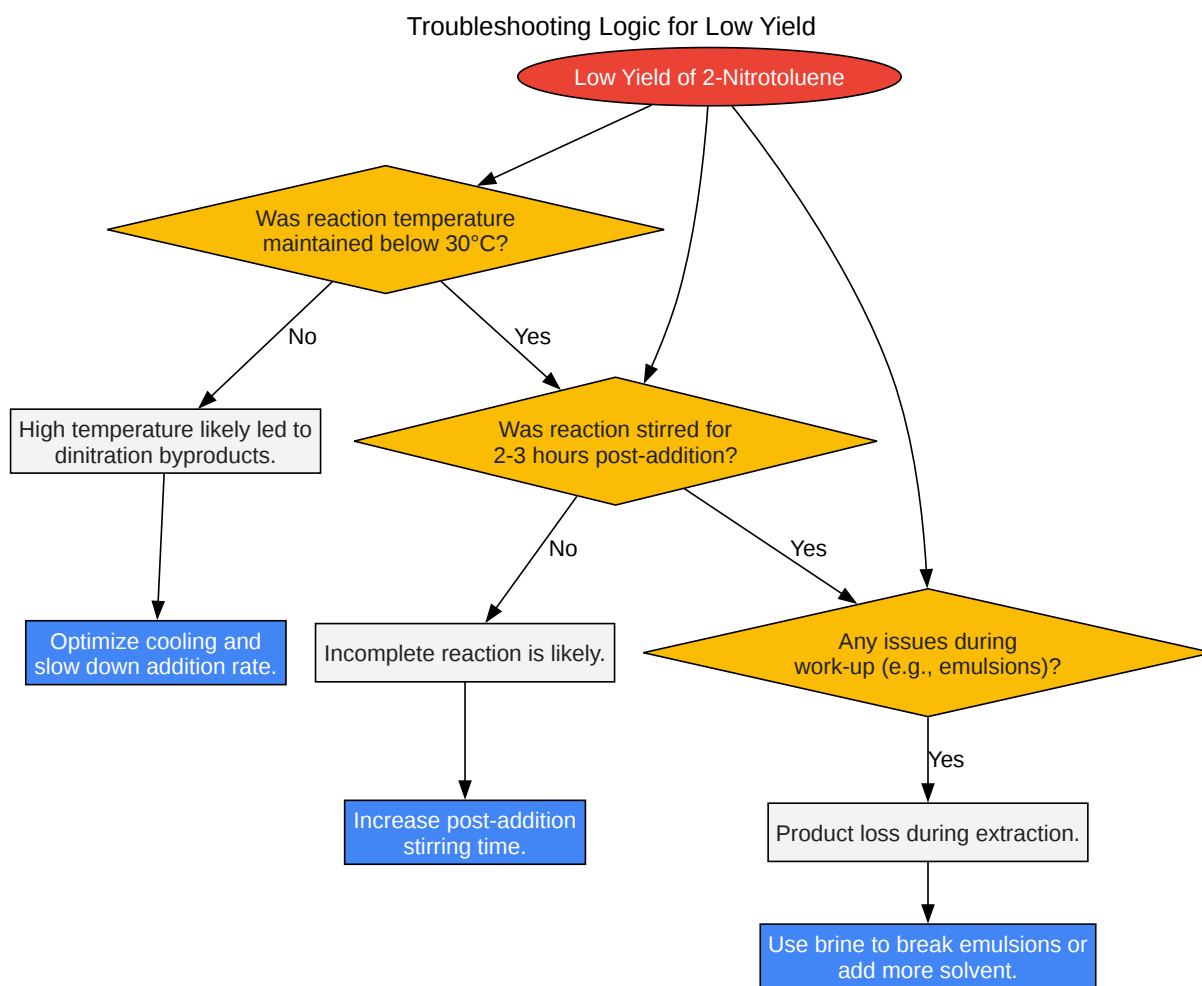 Troubleshooting Logic for Low Yield
Low Yield of 2-Nitrotoluene
Was reaction temperature
maintained below 30°C?
No
Yes
High temperature likely led to
dinitration byproducts.
Was reaction stirred for
2-3 hours post-addition?
No
Yes
Optimize cooling and
slow down addition rate.
Incomplete reaction is likely.
Any issues during
work-up (e.g., emulsions)?
Yes
Increase post-addition
stirring time.
Product loss during extraction.
Use brine to break emulsions or
add more solvent.